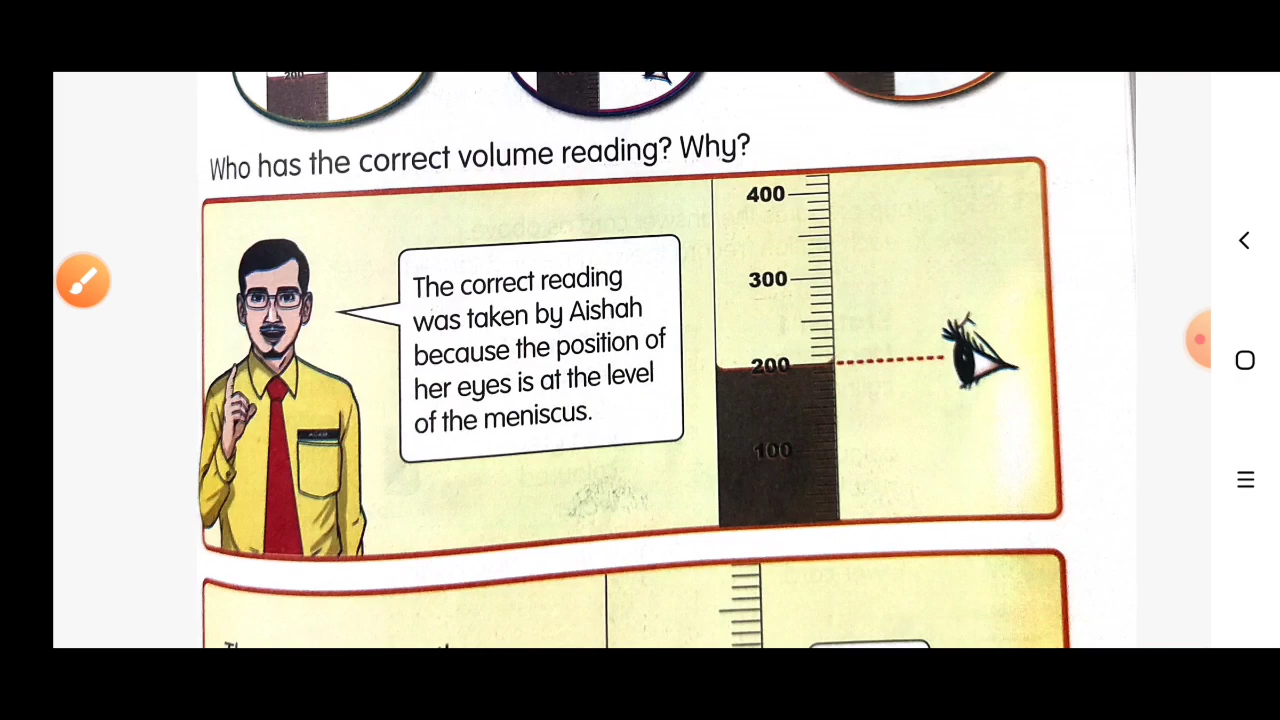 200
Who has the correct volume reading? Why?
The correct reading
was taken by Aishah
because the position of
her eyes is at the level
of the meniscus.
400
300
200
100